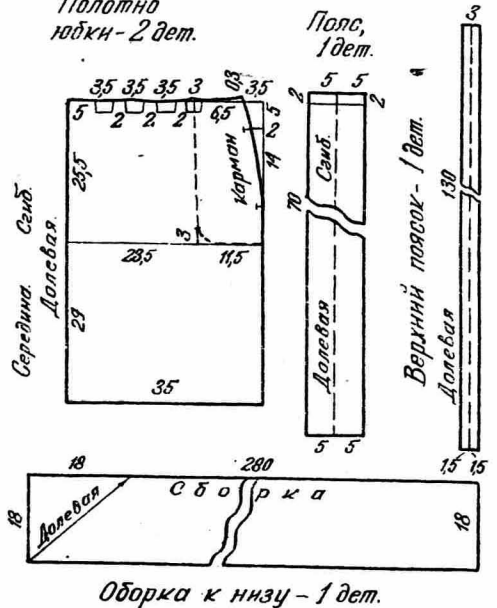 Полотно
юбки - 2 дет.
3,5 3,5 3,5 3 0,3 3,5
5 2 2. 2 6,5 5
2
14
Карман
25,5
Сгиб.
Середина. Долевая.
3
28,5 11,5
29
35
Пояс,
1 дет.
5 5
2 2
Сгиб.
70
Долевая
5 5
3
Верхний поясок - 1 дет.
130
Долевая
1,5 1,5
18 280
Сборка
18 Долевая 18
Оборка к низу - 1 дет.